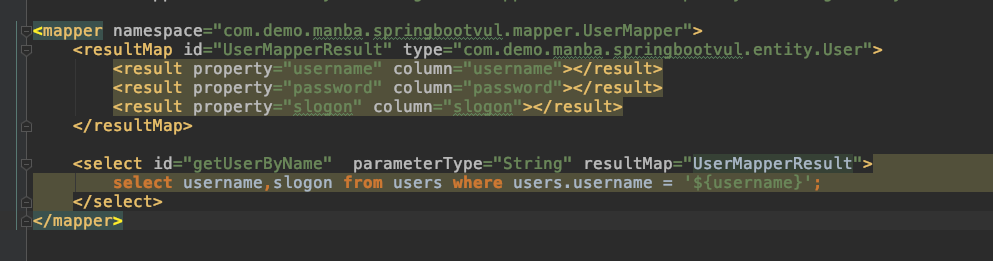 <mapper namespace="com.demo.manba.springbootvul.mapper.UserMapper">
<resultMap id="UserMapperResult" type="com.demo.manba.springbootvul.entity.User">
<result property="username" column="username"></result>
<result property="password" column="password"></result>
<result property="slogon" column="slogon"></result>
</resultMap>
<select id="getUserByName"  parameterType="String" resultMap="UserMapperResult">
select username,slogon from users where users.username = '${username}';
</select>
</mapper>